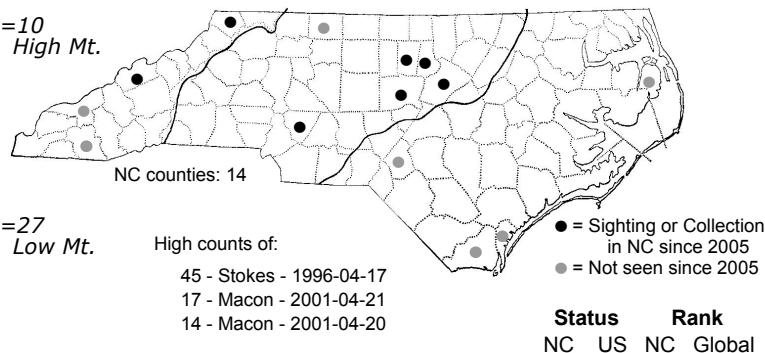 =10
High Mt.
NC counties: 14
=27
Low Mt.
High counts of:
45 - Stokes - 1996-04-17
17 - Macon - 2001-04-21
14 - Macon - 2001-04-20
● = Sighting or Collection
in NC since 2005
● = Not seen since 2005
Status Rank
NC US NC Global